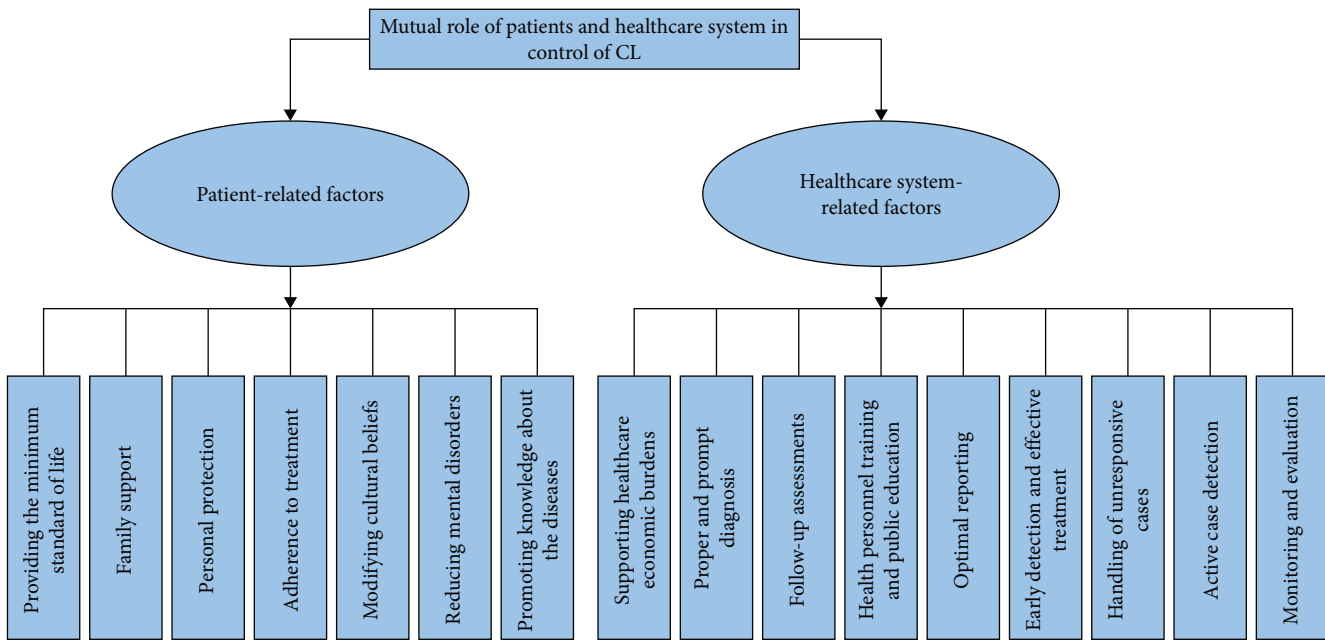 Mutual role of patients and healthcare system in
control of CL
Patient-related factors
Healthcare system-
related factors
Providing the minimum
standard of life
Family support
Personal protection
Adherence to treatment
Modifying cultural beliefs
Reducing mental disorders
Promoting knowledge about
the diseases
Supporting healthcare
economic burdens
Proper and prompt
diagnosis
Follow-up assessments
Health personnel training
and public education
Optimal reporting
Early detection and effective
treatment
Handling of unresponsive
cases
Active case detection
Monitoring and evaluation